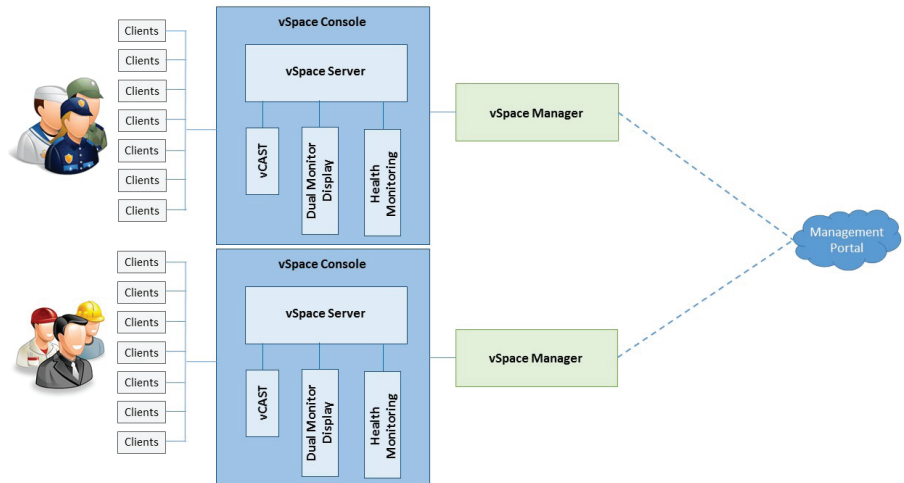 Clients
Clients
Clients
Clients
Clients
Clients
Clients
vSpace Console
vSpace Server
vCAST
Dual Monitor
Display
Health
Monitoring
vSpace Manager
Management
Portal
Clients
Clients
Clients
Clients
Clients
Clients
Clients
vSpace Console
vSpace Server
vCAST
Dual Monitor
Display
Health
Monitoring
vSpace Manager